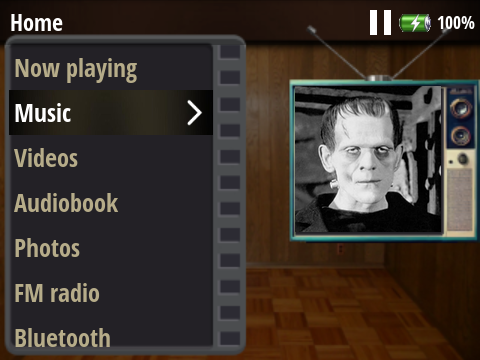 Home
100%
Now playing
Music
Videos
Audiobook
Photos
FM radio
Bluetooth